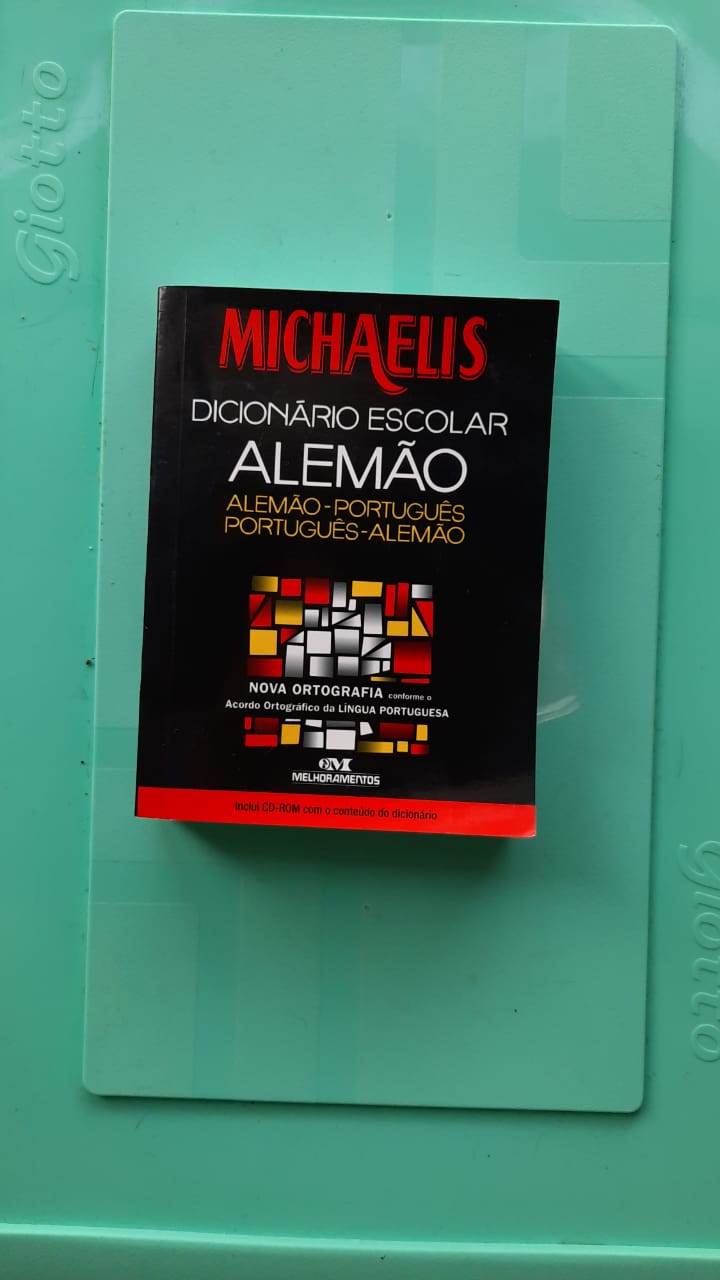 Giotto
MICHAELIS
DICIONÁRIO ESCOLAR
ALEMÃO
ALEMÃO-PORTUGUÊS
PORTUGUÊS-ALEMÃO
NOVA ORTOGRAFIA conforme o
Acordo Ortográfico da LÍNGUA PORTUGUESA
MELHORAMENTOS
Inclui CD-ROM com o conteúdo do dicionário
Giotto